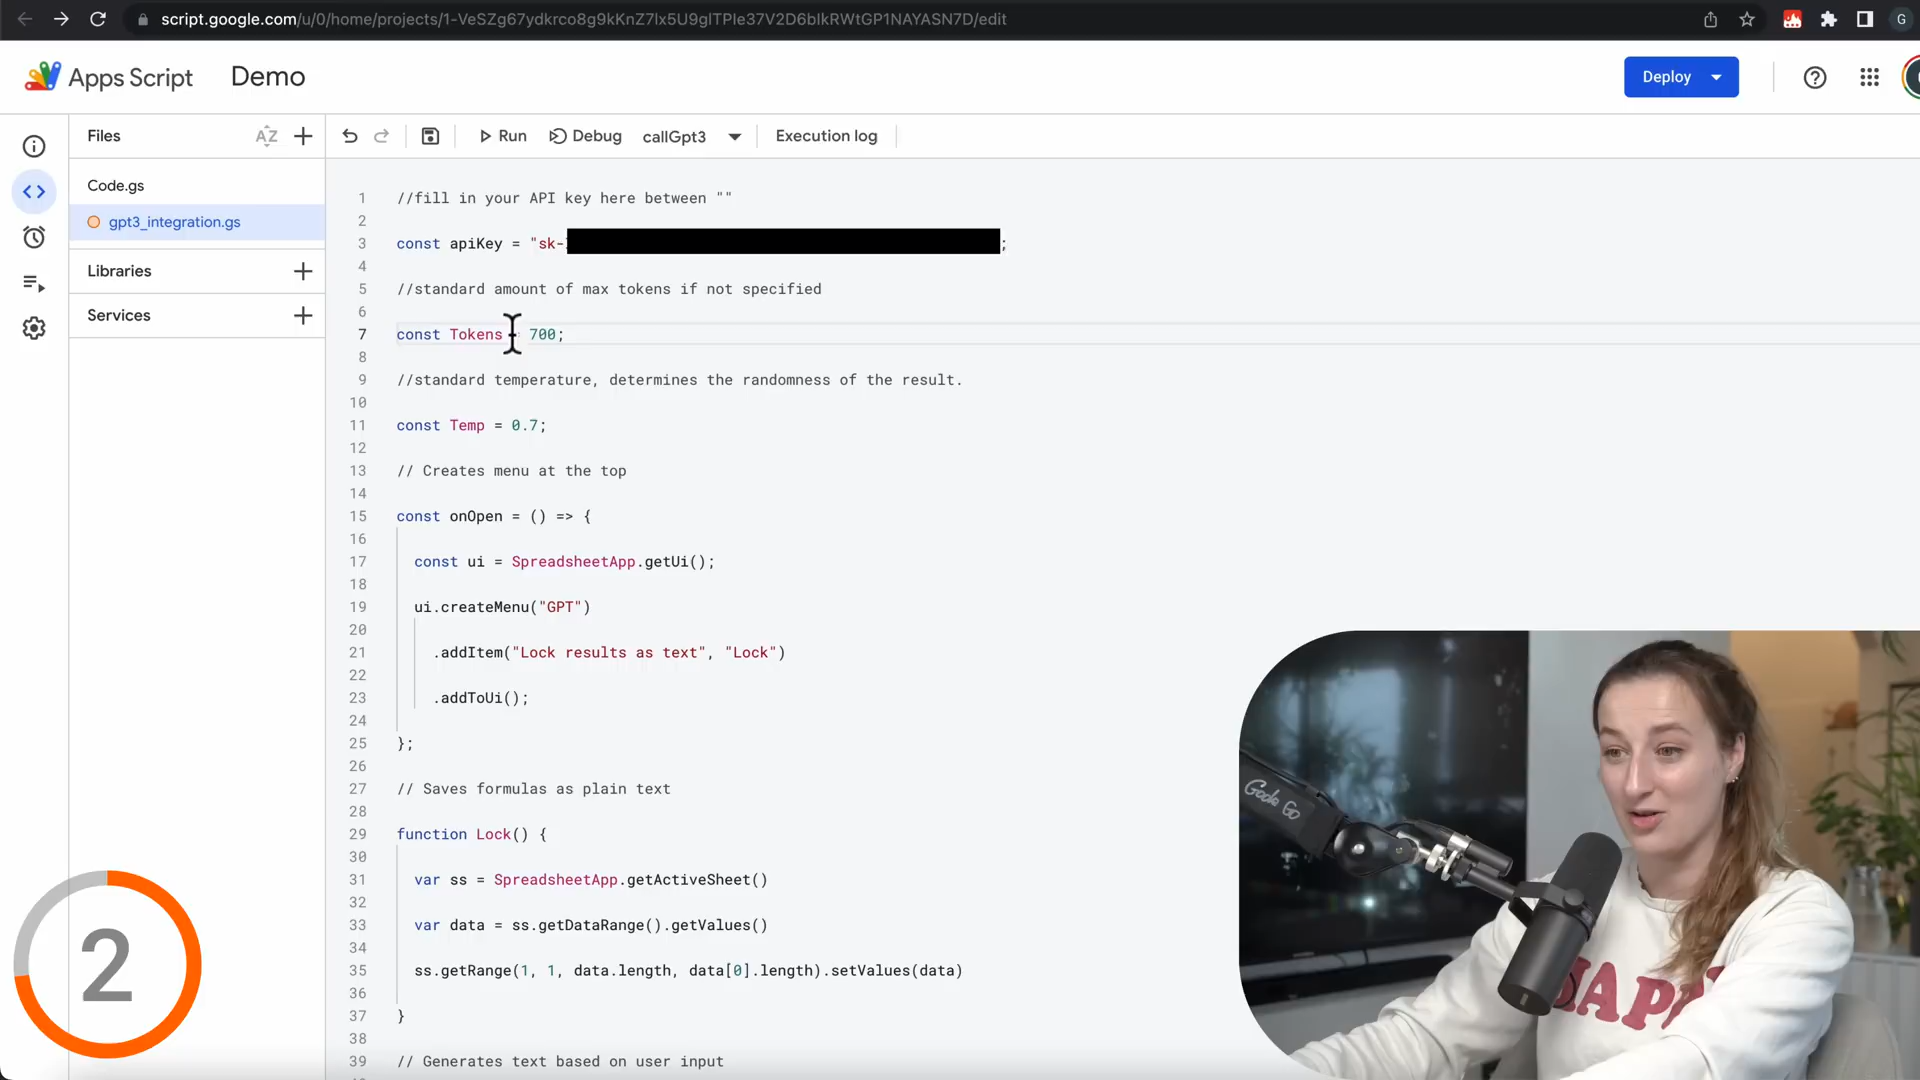 script.google.com/u/0/home/projects/1-VeSZg67ydkrco8g9kKnZ7lx5U9glTPle37V2D6blkRWtGP1NAYASN7D/edit
G
Apps Script
Demo
Deploy
Files
AZ
Run
Debug
callGpt3
Execution log
Code.gs
gpt3_integration.gs
Libraries
Services
1 //fill in your API key here between ""
2
3 const apiKey = "sk- ;
4
5 //standard amount of max tokens if not specified
6
7 const Tokens = 700;
8
9 //standard temperature, determines the randomness of the result.
10
11 const Temp = 0.7;
12
13 // Creates menu at the top
14
15 const onOpen = () => {
16
17 const ui = SpreadsheetApp.getUi();
18
19 ui.createMenu("GPT")
20
21 .addItem("Lock results as text", "Lock")
22
23 .addToUi();
24
25 };
26
27 // Saves formulas as plain text
28
29 function Lock() {
30
31 var ss = SpreadsheetApp.getActiveSheet()
32
33 var data = ss.getDataRange().getValues()
34
35 ss.getRange(1, 1, data.length, data[0].length).setValues(data)
36
37 }
38
39 // Generates text based on user input
2
Gode Go
HAPP